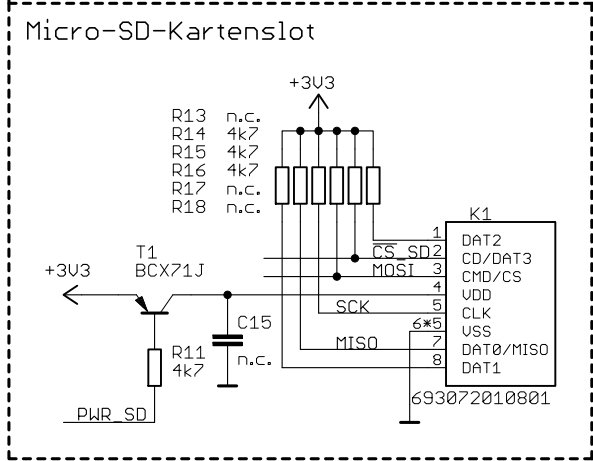 Micro-SD-Kartenslot
+3V3
R13 n.c.
R14 4k7
R15 4k7
R16 4k7
R17 n.c.
R18 n.c.
K1
1 DAT2
CS_SD 2 CD/DAT3
MOSI 3 CMD/CS
4 VDD
SCK 5 CLK
6*5 VSS
MISO 7 DAT0/MISO
8 DAT1
693072010801
T1
BCX71J
+3V3
C15
n.c.
R11
4k7
PWR_SD